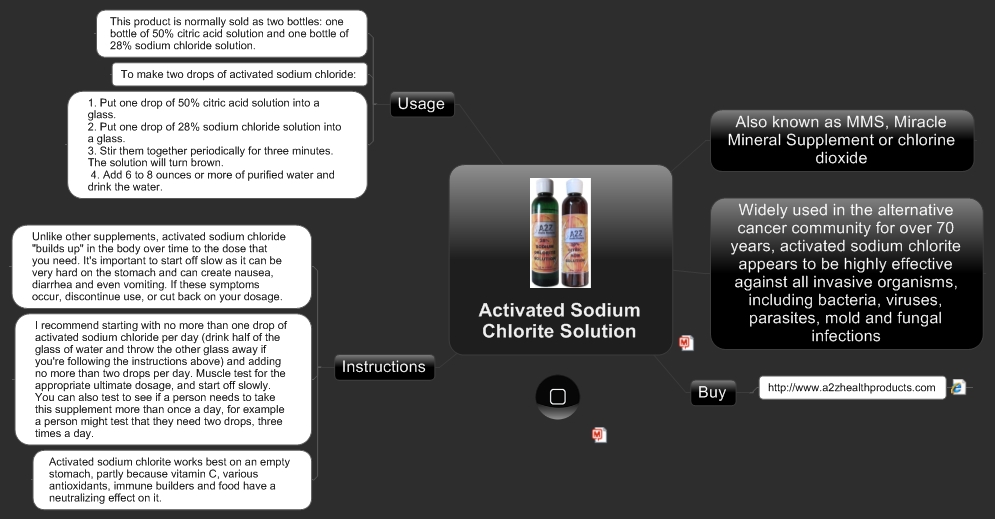 This product is normally sold as two bottles: one
bottle of 50% citric acid solution and one bottle of
28% sodium chloride solution.
To make two drops of activated sodium chloride:
1. Put one drop of 50% citric acid solution into a
glass.
2. Put one drop of 28% sodium chloride solution into
a glass.
3. Stir them together periodically for three minutes.
The solution will turn brown.
4. Add 6 to 8 ounces or more of purified water and
drink the water.
Usage
Unlike other supplements, activated sodium chloride
"builds up" in the body over time to the dose that
you need. It's important to start off slow as it can be
very hard on the stomach and can create nausea,
diarrhea and even vomiting. If these symptoms
occur, discontinue use, or cut back on your dosage.
I recommend starting with no more than one drop of
activated sodium chloride per day (drink half of the
glass of water and throw the other glass away if
you're following the instructions above) and adding
no more than two drops per day. Muscle test for the
appropriate ultimate dosage, and start off slowly.
You can also test to see if a person needs to take
this supplement more than once a day, for example
a person might test that they need two drops, three
times a day.
Activated sodium chlorite works best on an empty
stomach, partly because vitamin C, various
antioxidants, immune builders and food have a
neutralizing effect on it.
Instructions
A2Z
A2Z
Activated Sodium
Chlorite Solution
Also known as MMS, Miracle
Mineral Supplement or chlorine
dioxide
Widely used in the alternative
cancer community for over 70
years, activated sodium chlorite
appears to be highly effective
against all invasive organisms,
including bacteria, viruses,
parasites, mold and fungal
infections
Buy
http://www.a2zhealthproducts.com